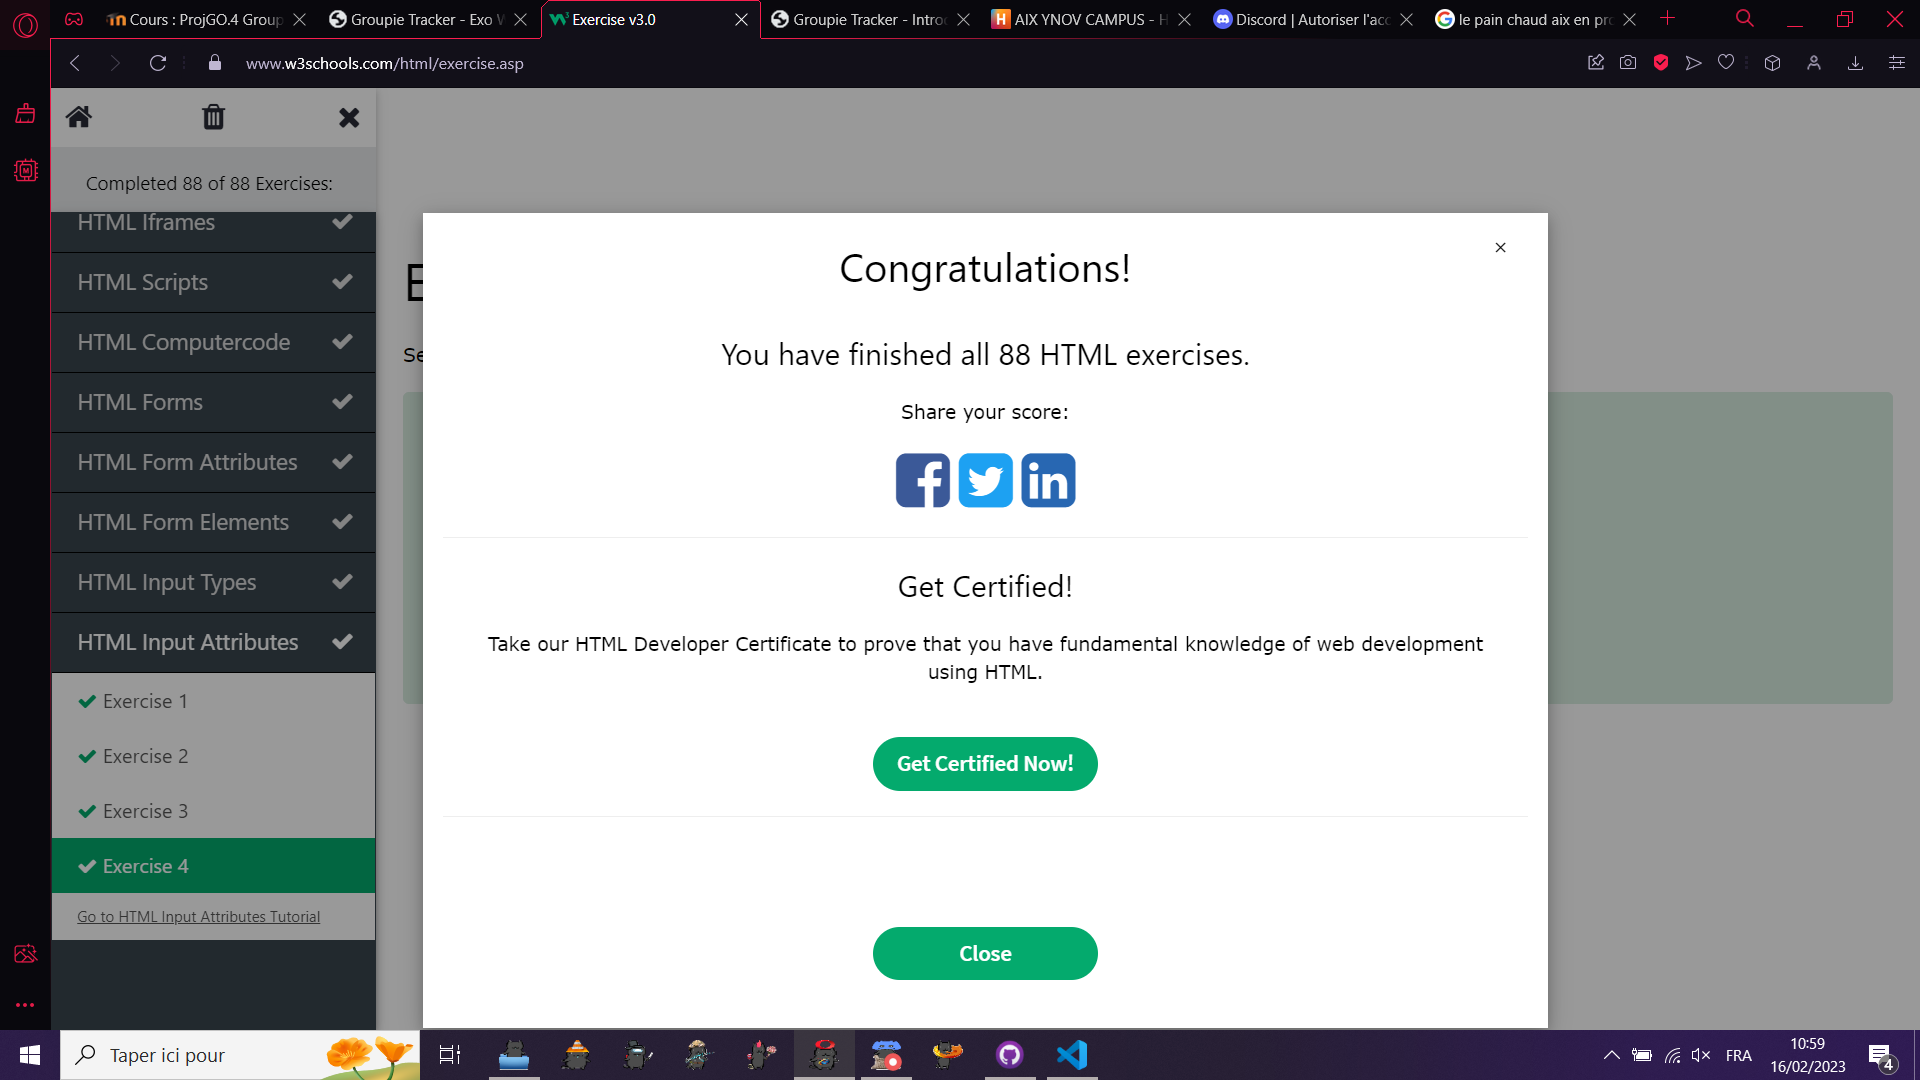 Cours : ProjGO.4 Group
Groupie Tracker - Exo W
Exercise v3.0
Groupie Tracker - Introd
AIX YNOV CAMPUS - H
Discord | Autoriser l'acc
le pain chaud aix en pro
www.w3schools.com/html/exercise.asp
Completed 88 of 88 Exercises:
HTML Iframes
HTML Scripts
HTML Computercode
HTML Forms
HTML Form Attributes
HTML Form Elements
HTML Input Types
HTML Input Attributes
Exercise 1
Exercise 2
Exercise 3
Exercise 4
Go to HTML Input Attributes Tutorial
E
Se
Congratulations!
You have finished all 88 HTML exercises.
Share your score:
Get Certified!
Take our HTML Developer Certificate to prove that you have fundamental knowledge of web development
using HTML.
Get Certified Now!
Close
Taper ici pour
FRA
10:59
16/02/2023
4